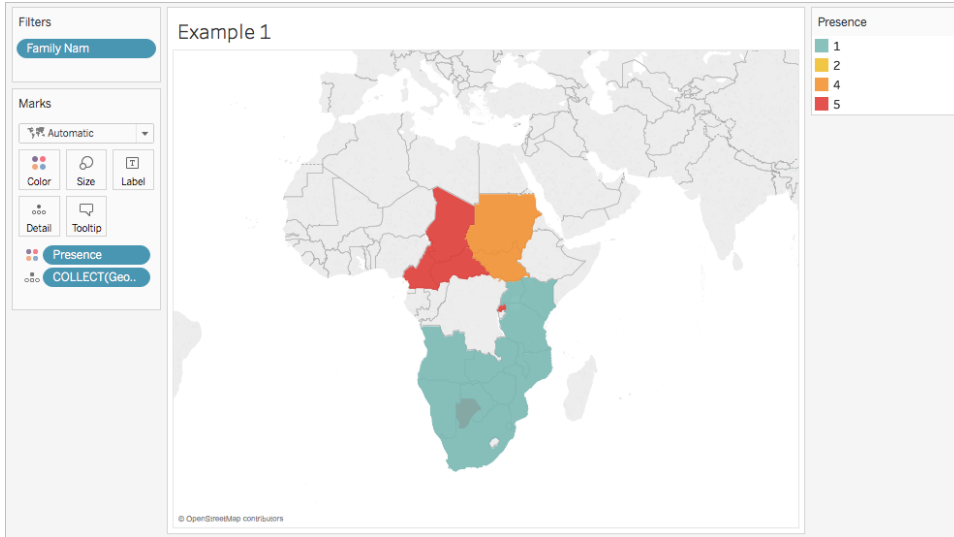 Filters
Family Nam
Marks
Automatic
Color
Size
T
Label
Detail
Tooltip
Presence
COLLECT(Geo..
Example 1
© OpenStreetMap contributors
Presence
1
2
4
5